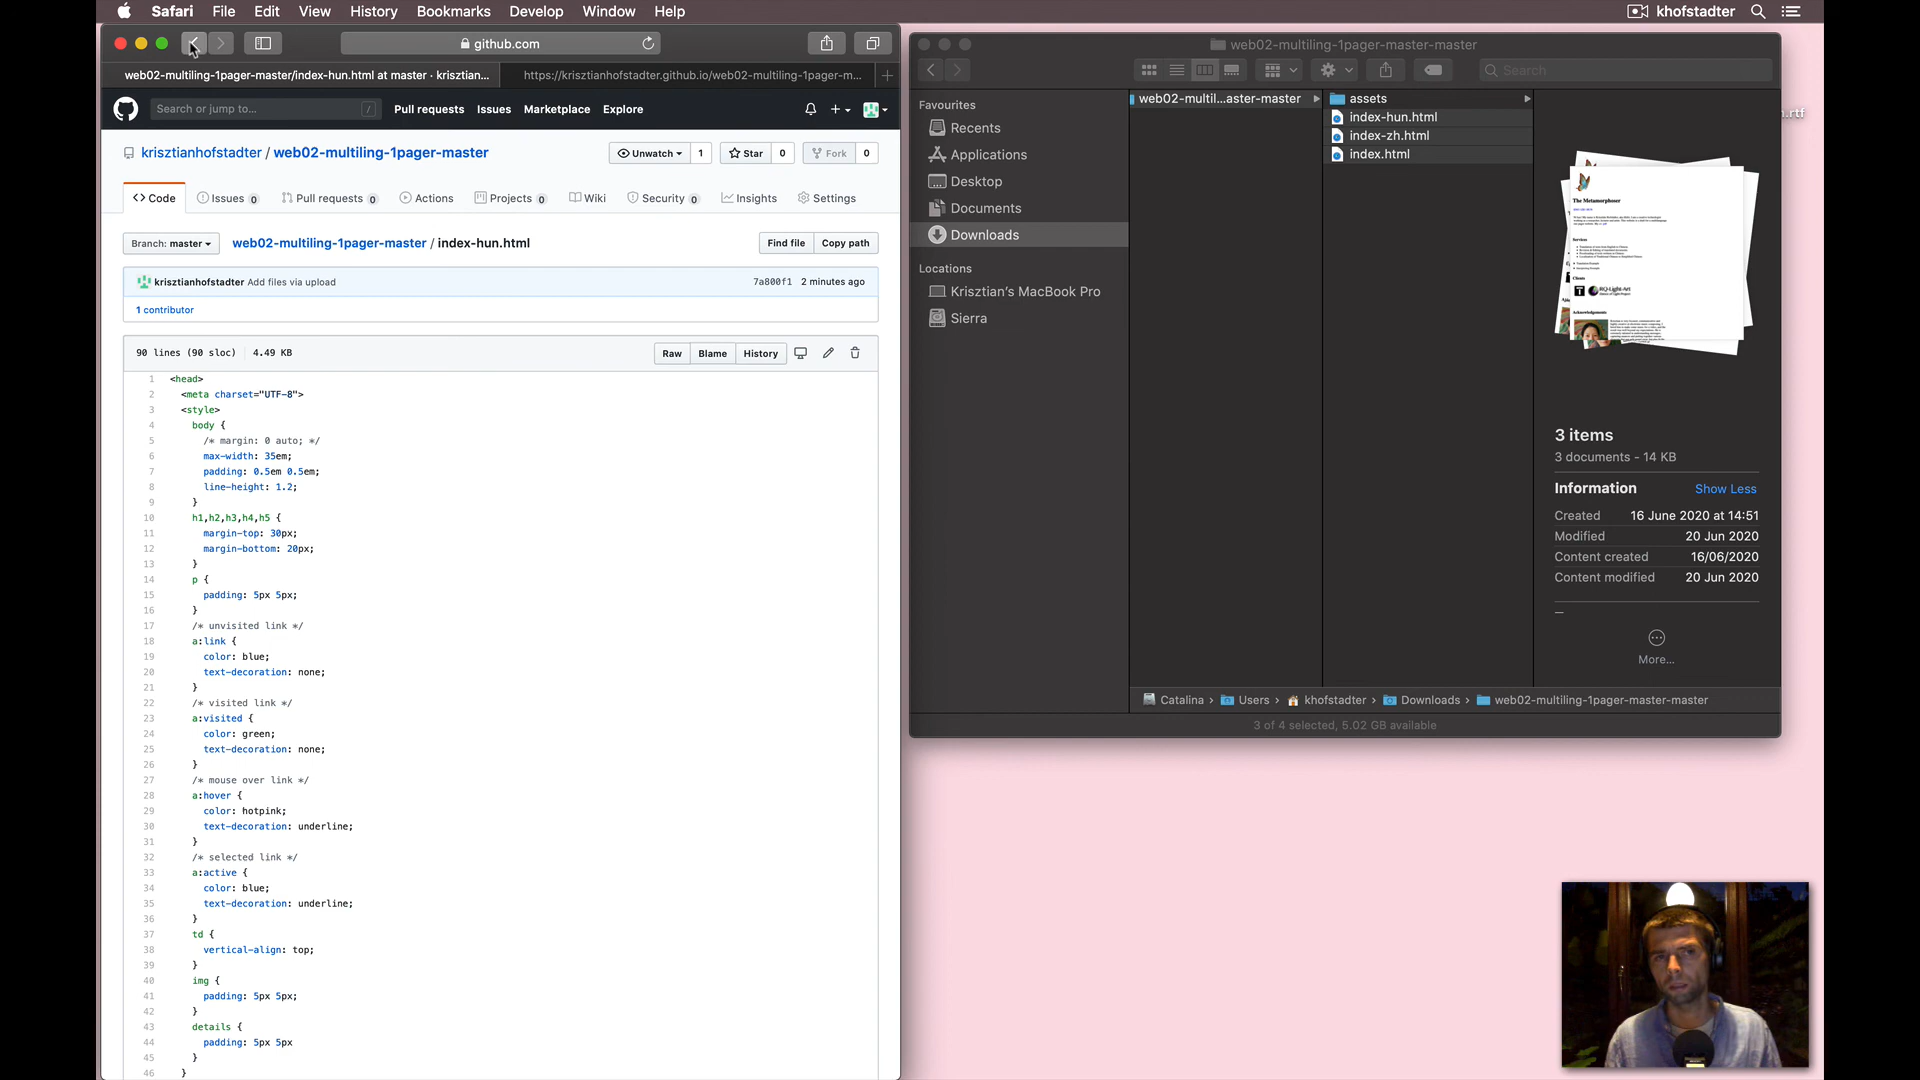 Safari File Edit View History Bookmarks Develop Window Help khofstadter
github.com
web02-multiling-1pager-master/index-hun.html at master · krisztian...
https://krisztianhofstadter.github.io/web02-multiling-1pager-m...
Search or jump to... /
Pull requests Issues Marketplace Explore
krisztianhofstadter / web02-multiling-1pager-master
Unwatch 1 Star 0 Fork 0
Code Issues 0 Pull requests 0 Actions Projects 0 Wiki Security 0 Insights Settings
Branch: master web02-multiling-1pager-master / index-hun.html Find file Copy path
krisztianhofstadter Add files via upload 7a800f1 2 minutes ago
1 contributor
90 lines (90 sloc) 4.49 KB Raw Blame History
1 <head>
2 <meta charset="UTF-8">
3 <style>
4 body {
5 /* margin: 0 auto; */
6 max-width: 35em;
7 padding: 0.5em 0.5em;
8 line-height: 1.2;
9 }
10 h1,h2,h3,h4,h5 {
11 margin-top: 30px;
12 margin-bottom: 20px;
13 }
14 p {
15 padding: 5px 5px;
16 }
17 /* unvisited link */
18 a:link {
19 color: blue;
20 text-decoration: none;
21 }
22 /* visited link */
23 a:visited {
24 color: green;
25 text-decoration: none;
26 }
27 /* mouse over link */
28 a:hover {
29 color: hotpink;
30 text-decoration: underline;
31 }
32 /* selected link */
33 a:active {
34 color: blue;
35 text-decoration: underline;
36 }
37 td {
38 vertical-align: top;
39 }
40 img {
41 padding: 5px 5px;
42 }
43 details {
44 padding: 5px 5px
45 }
46 }
web02-multiling-1pager-master-master
Search
Favourites
Recents
Applications
Desktop
Documents
Downloads
Locations
Krisztian's MacBook Pro
Sierra
web02-multil...aster-master
assets
index-hun.html
index-zh.html
index.html
The Metamorphoser
Services
Clients
RQ-Light-Art
Acknowledgements
3 items
3 documents - 14 KB
Information Show Less
Created 16 June 2020 at 14:51
Modified 20 Jun 2020
Content created 16/06/2020
Content modified 20 Jun 2020
—
More...
Catalina › Users › khofstadter › Downloads › web02-multiling-1pager-master-master
3 of 4 selected, 5.02 GB available
n.rtf